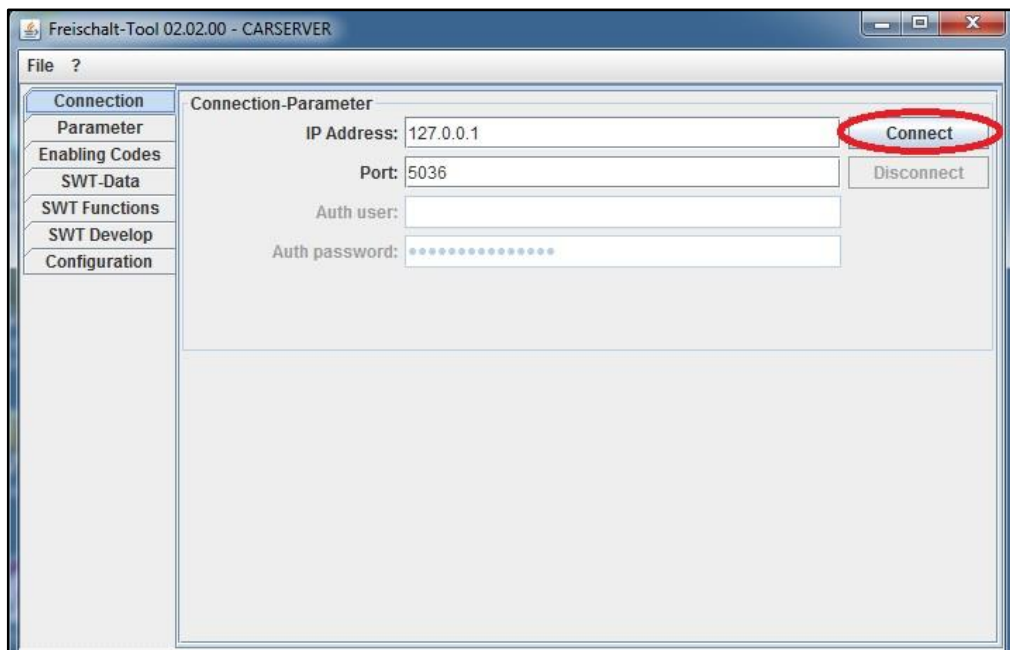 Freischalt-Tool 02.02.00 - CARSERVER
File ?
Connection
Parameter
Enabling Codes
SWT-Data
SWT Functions
SWT Develop
Configuration
Connection-Parameter
IP Address: 127.0.0.1 Connect
Port: 5036 Disconnect
Auth user:
Auth password: •••••••••••••••